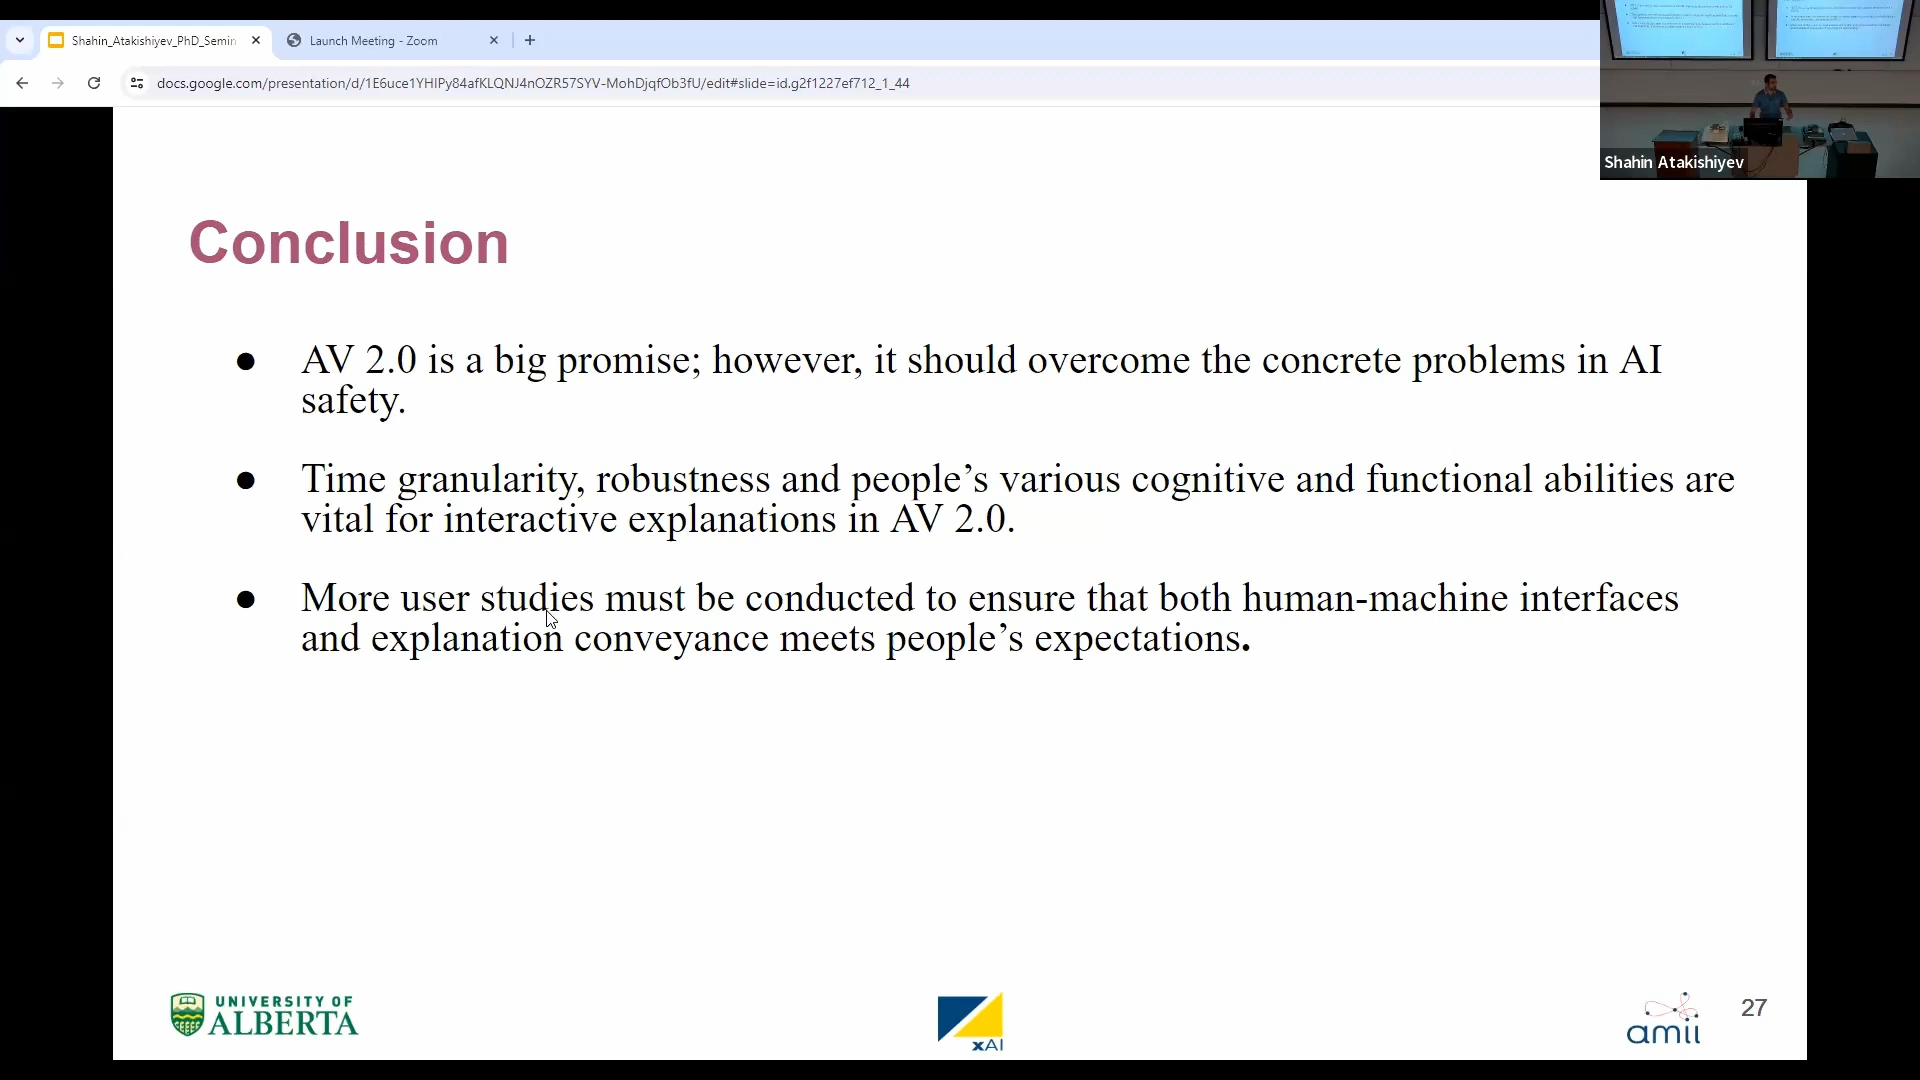 Shahin_Atakishiyev_PhD_Semin
Launch Meeting - Zoom
docs.google.com/presentation/d/1E6uce1YHIPy84afKLQNJ4nOZR57SYV-MohDjqfOb3fU/edit#slide=id.g2f1227ef712_1_44
Shahin Atakishiyev
Conclusion
● AV 2.0 is a big promise; however, it should overcome the concrete problems in AI
safety.
● Time granularity, robustness and people’s various cognitive and functional abilities are
vital for interactive explanations in AV 2.0.
● More user studies must be conducted to ensure that both human-machine interfaces
and explanation conveyance meets people’s expectations.
UNIVERSITY OF
ALBERTA
xAI
amii
27